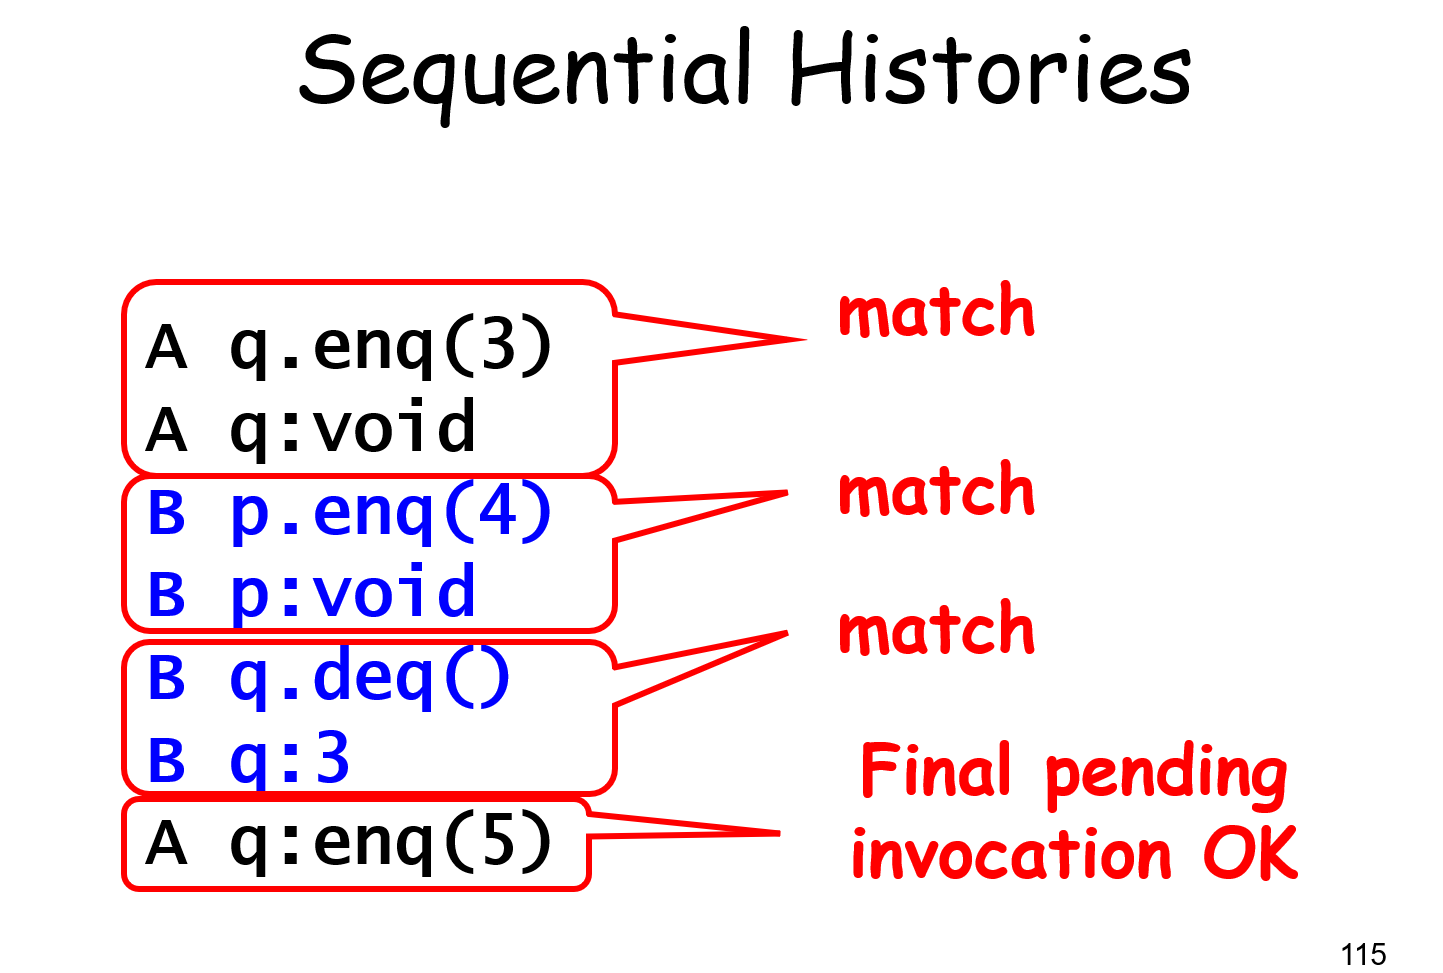 Sequential Histories
match
A q.enq(3)
A q:void
match
B p.enq(4)
B p:void
match
B q.deq()
B q:3
Final pending
invocation OK
A q:enq(5)
115